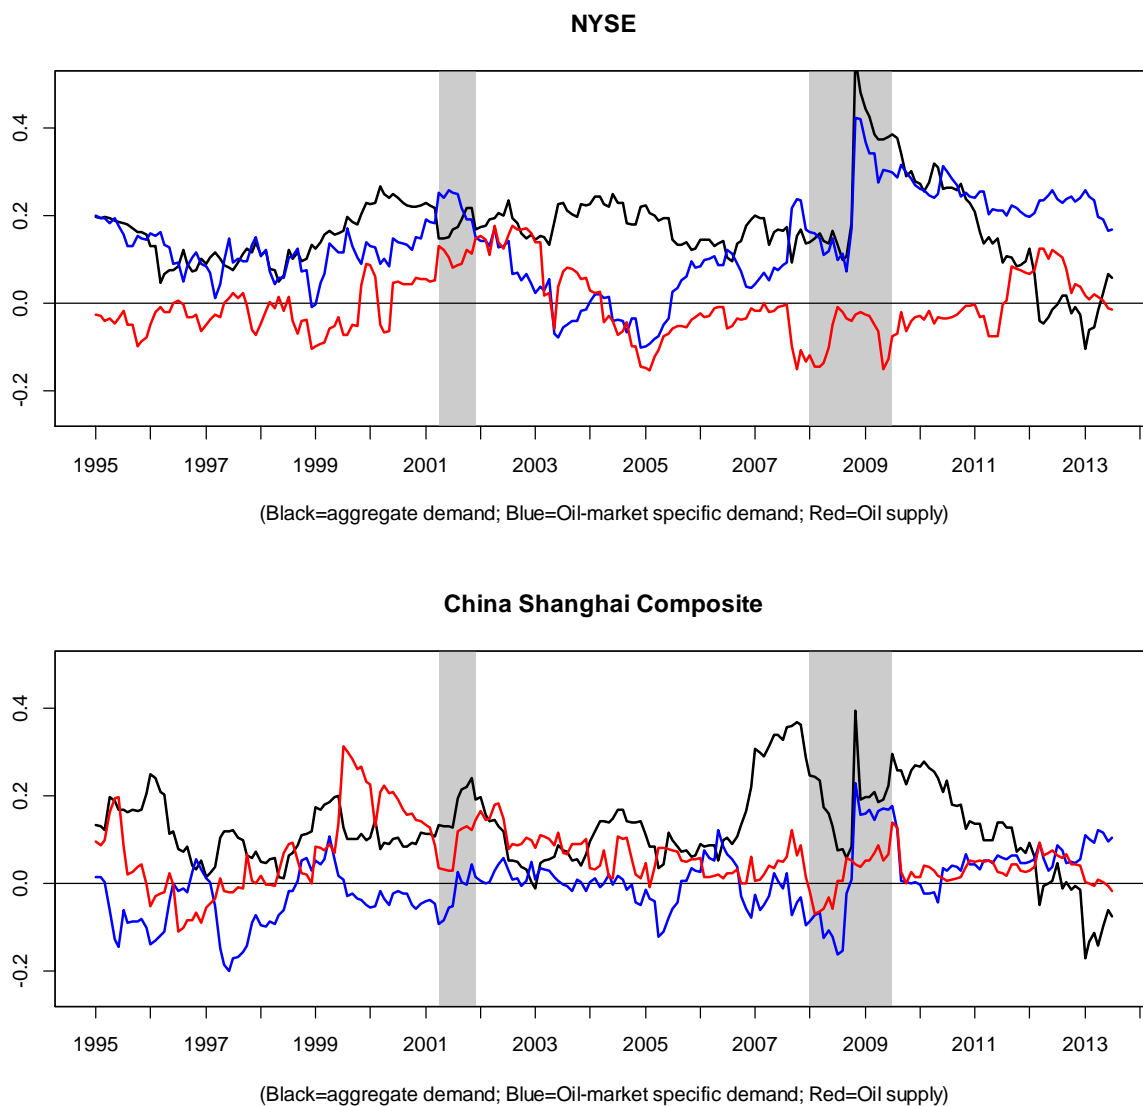 NYSE
0.4
0.2
0.0
-0.2
1995 1997 1999 2001 2003 2005 2007 2009 2011 2013
(Black=aggregate demand; Blue=Oil-market specific demand; Red=Oil supply)
China Shanghai Composite
0.4
0.2
0.0
-0.2
1995 1997 1999 2001 2003 2005 2007 2009 2011 2013
(Black=aggregate demand; Blue=Oil-market specific demand; Red=Oil supply)